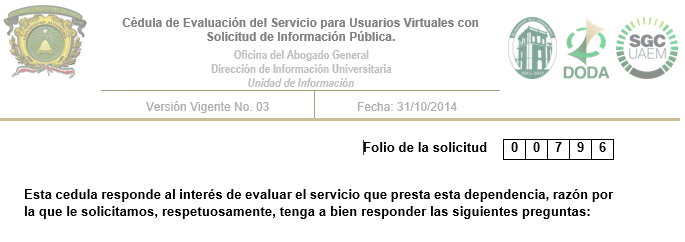 Cédula de Evaluación del Servicio para Usuarios Virtuales con
Solicitud de Información Pública.
Oficina del Abogado General
Dirección de Información Universitaria
Unidad de Información
DODA
SGC
UAEM
Versión Vigente No. 03
Fecha: 31/10/2014
Folio de la solicitud 0 0 7 9 6
Esta cedula responde al interés de evaluar el servicio que presta esta dependencia, razón por
la que le solicitamos, respetuosamente, tenga a bien responder las siguientes preguntas: